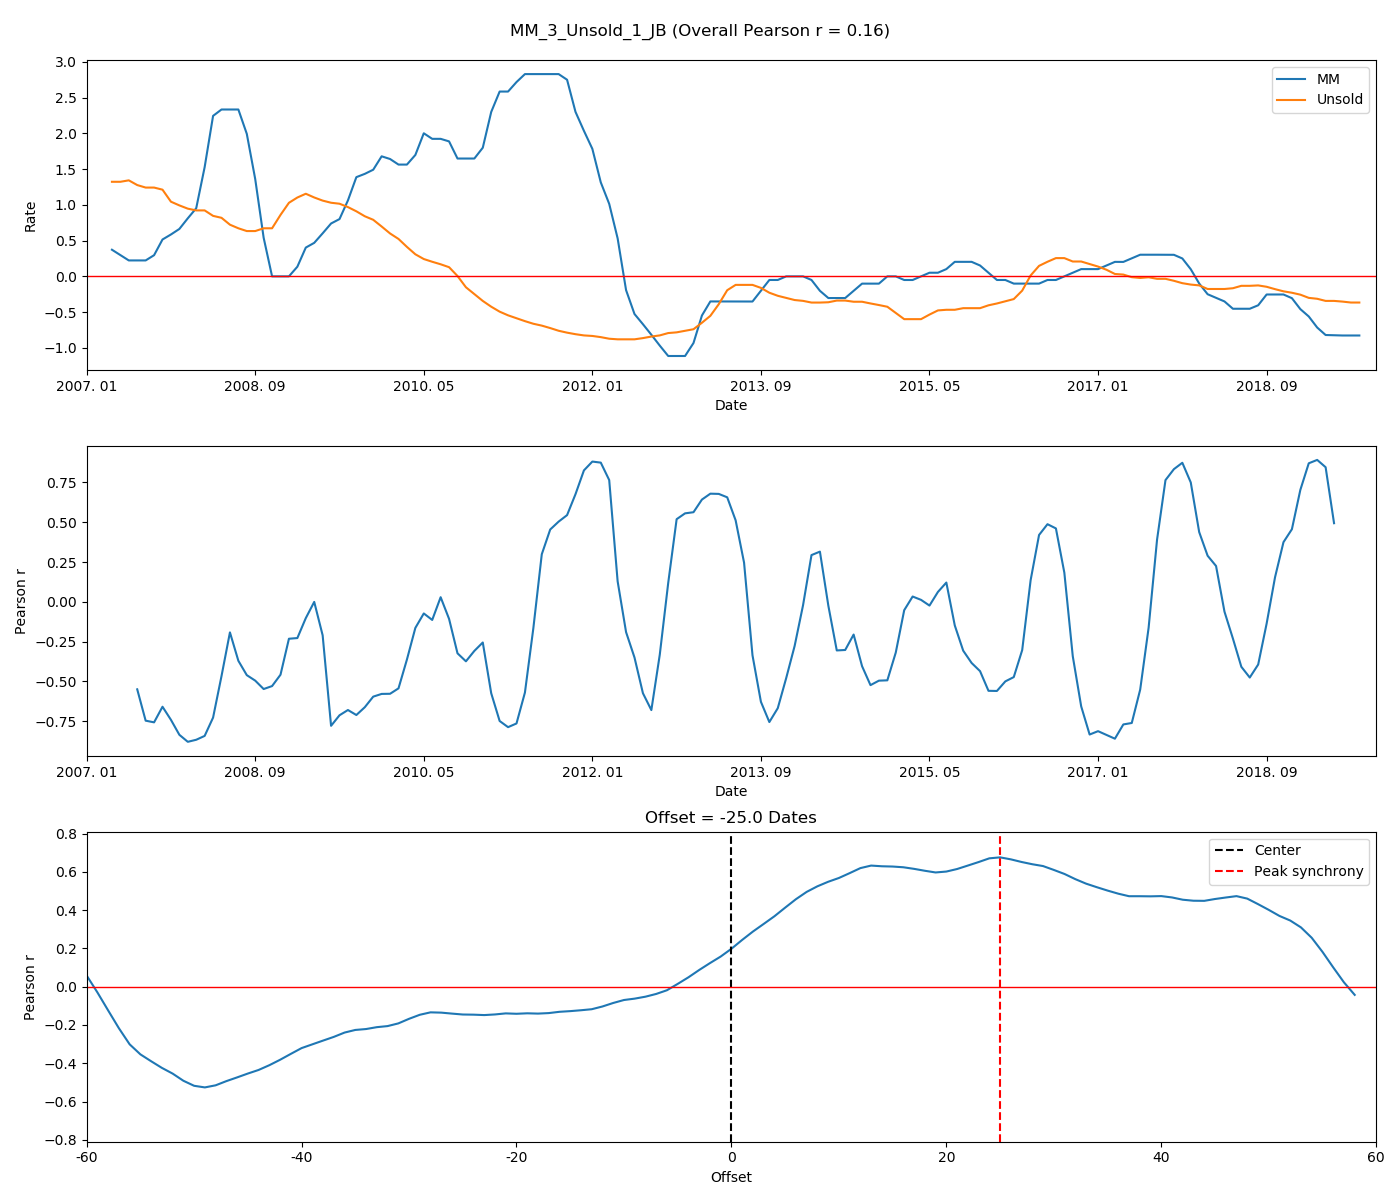 MM_3_Unsold_1_JB (Overall Pearson r = 0.16)
3.0
2.5
2.0
1.5
1.0
0.5
0.0
−0.5
−1.0
Rate
MM
Unsold
2007. 01 2008. 09 2010. 05 2012. 01 2013. 09 2015. 05 2017. 01 2018. 09
Date
0.75
0.50
0.25
0.00
−0.25
−0.50
−0.75
Pearson r
2007. 01 2008. 09 2010. 05 2012. 01 2013. 09 2015. 05 2017. 01 2018. 09
Date
Offset = -25.0 Dates
0.8
0.6
0.4
0.2
0.0
−0.2
−0.4
−0.6
−0.8
Pearson r
Center
Peak synchrony
-60 -40 -20 0 20 40 60
Offset